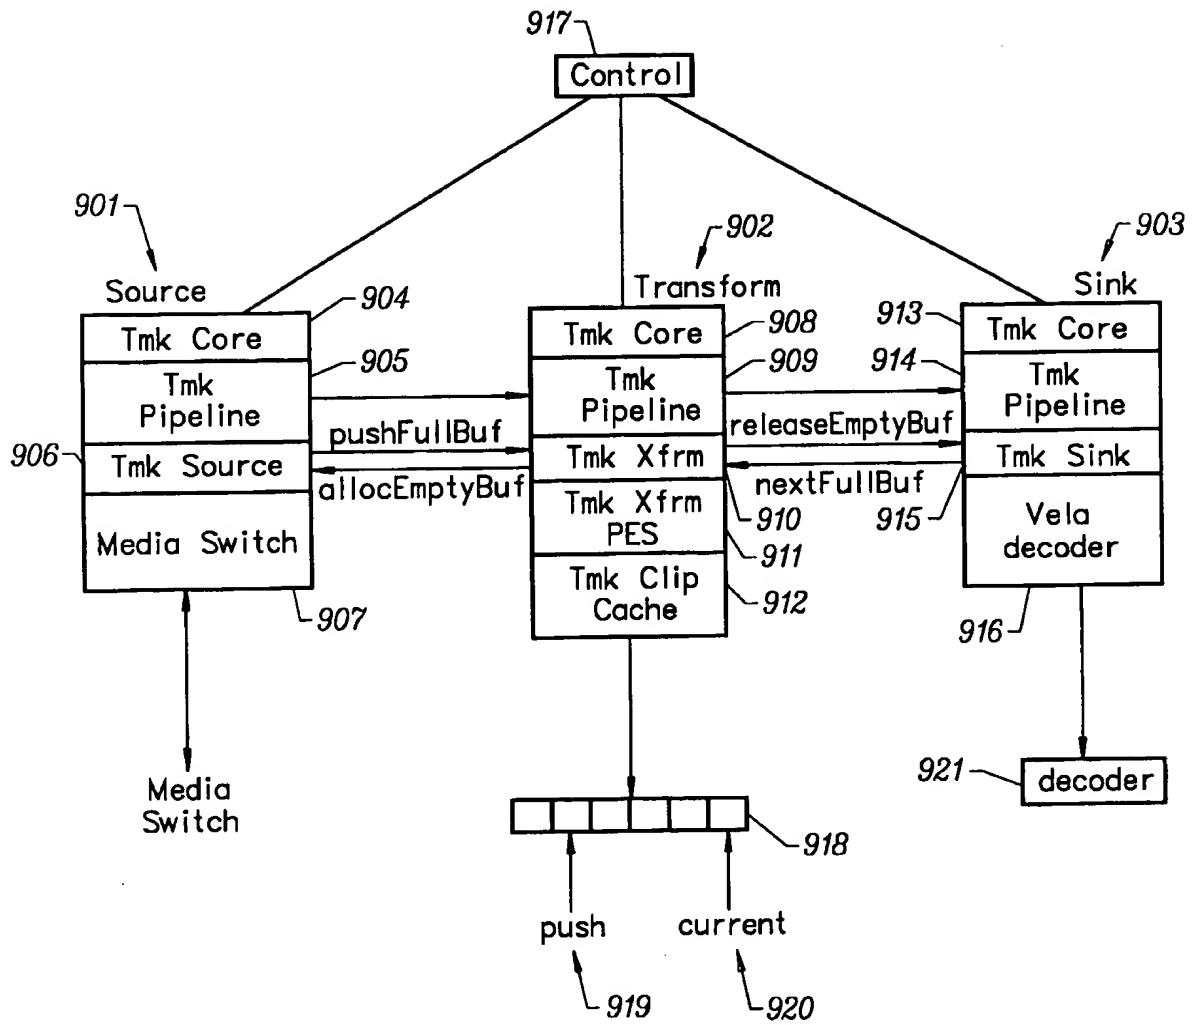 917
Control
901
902
903
Source
904
Transform
Sink
Tmk Core
Tmk Core
908
913
Tmk Core
905
909
914
Tmk
Pipeline
Tmk
Pipeline
Tmk
Pipeline
pushFullBuf
releaseEmptyBuf
906
Tmk Source
Tmk Xfrm
Tmk Sink
allocEmptyBuf
nextFullBuf
910
915
Media Switch
Tmk Xfrm
PES
911
Vela
decoder
Tmk Clip
Cache
912
907
916
Media
Switch
921
decoder
918
push
current
919
920